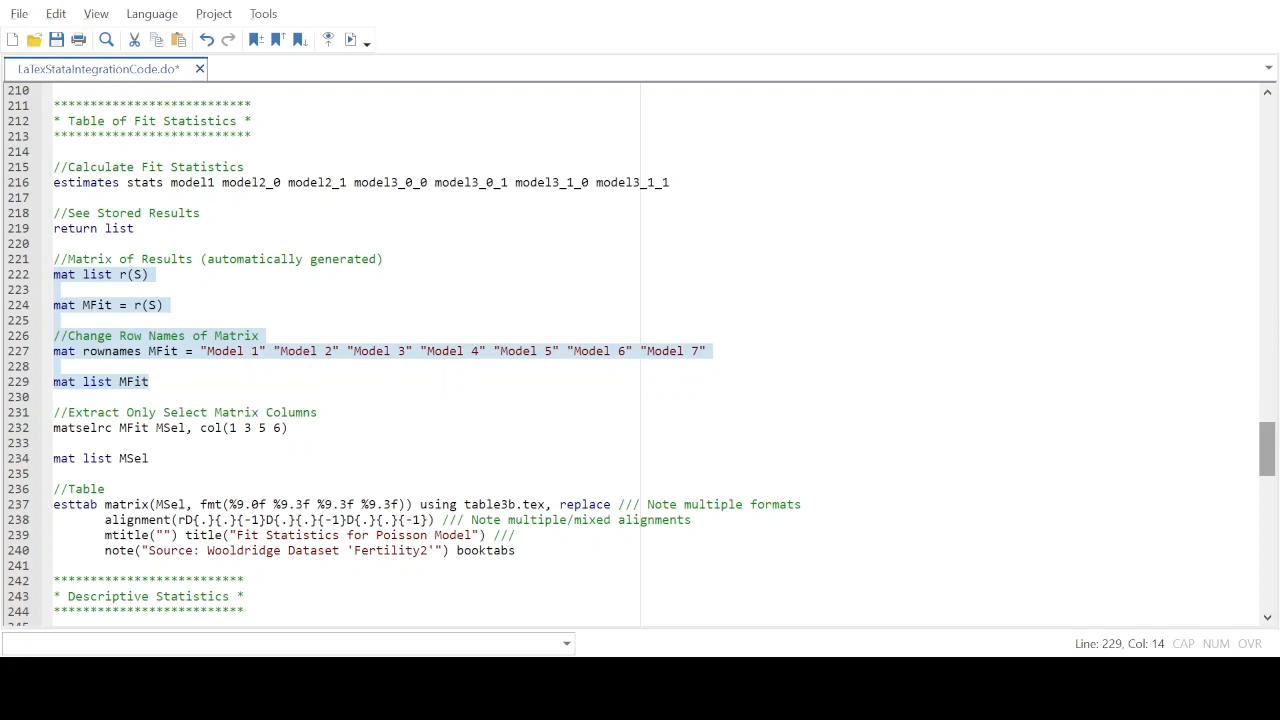 File Edit View Language Project Tools
LaTexStataIntegrationCode.do*
210
211 ***************************
212 * Table of Fit Statistics *
213 ***************************
214
215 //Calculate Fit Statistics
216 estimates stats model1 model2_0 model2_1 model3_0_0 model3_0_1 model3_1_0 model3_1_1
217
218 //See Stored Results
219 return list
220
221 //Matrix of Results (automatically generated)
222 mat list r(S)
223
224 mat MFit = r(S)
225
226 //Change Row Names of Matrix
227 mat rownames MFit = "Model 1" "Model 2" "Model 3" "Model 4" "Model 5" "Model 6" "Model 7"
228
229 mat list MFit
230
231 //Extract Only Select Matrix Columns
232 matselrc MFit MSel, col(1 3 5 6)
233
234 mat list MSel
235
236 //Table
237 esttab matrix(MSel, fmt(%9.0f %9.3f %9.3f %9.3f)) using table3b.tex, replace /// Note multiple formats
238 alignment(rD{.}{.}{-1}D{.}{.}{-1}D{.}{.}{-1}) /// Note multiple/mixed alignments
239 mtitle("") title("Fit Statistics for Poisson Model") ///
240 note("Source: Wooldridge Dataset 'Fertility2'") booktabs
241
242 **************************
243 * Descriptive Statistics *
244 **************************
Line: 229, Col: 14 CAP NUM OVR